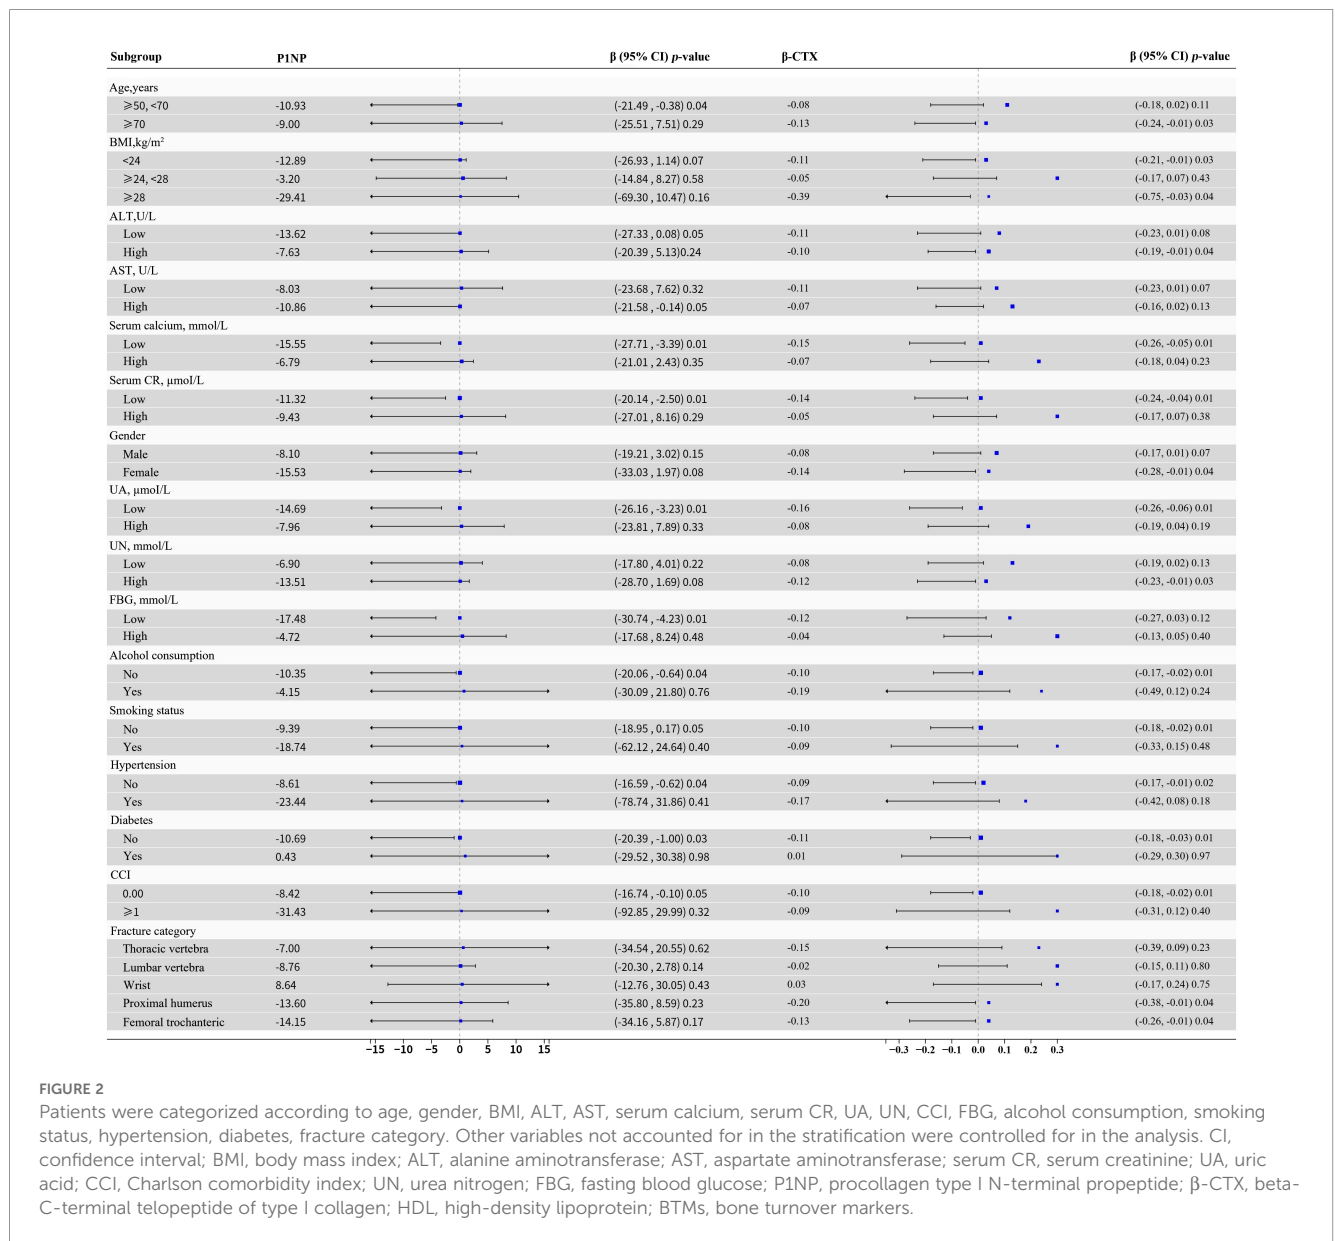 Subgroup P1NP β (95% CI) p-value β-CTX β (95% CI) p-value
Age,years
⩾50, <70 -10.93 (-21.49 , -0.38) 0.04 -0.08 (-0.18, 0.02) 0.11
⩾70 -9.00 (-25.51 , 7.51) 0.29 -0.13 (-0.24, -0.01) 0.03
BMI,kg/m²
<24 -12.89 (-26.93 , 1.14) 0.07 -0.11 (-0.21, -0.01) 0.03
⩾24, <28 -3.20 (-14.84 , 8.27) 0.58 -0.05 (-0.17, 0.07) 0.43
⩾28 -29.41 (-69.30 , 10.47) 0.16 -0.39 (-0.75, -0.03) 0.04
ALT,U/L
Low -13.62 (-27.33 , 0.08) 0.05 -0.11 (-0.23, 0.01) 0.08
High -7.63 (-20.39 , 5.13)0.24 -0.10 (-0.19, -0.01) 0.04
AST, U/L
Low -8.03 (-23.68 , 7.62) 0.32 -0.11 (-0.23, 0.01) 0.07
High -10.86 (-21.58 , -0.14) 0.05 -0.07 (-0.16, 0.02) 0.13
Serum calcium, mmol/L
Low -15.55 (-27.71 , -3.39) 0.01 -0.15 (-0.26, -0.05) 0.01
High -6.79 (-21.01 , 2.43) 0.35 -0.07 (-0.18, 0.04) 0.23
Serum CR, μmoI/L
Low -11.32 (-20.14 , -2.50) 0.01 -0.14 (-0.24, -0.04) 0.01
High -9.43 (-27.01 , 8.16) 0.29 -0.05 (-0.17, 0.07) 0.38
Gender
Male -8.10 (-19.21 , 3.02) 0.15 -0.08 (-0.17, 0.01) 0.07
Female -15.53 (-33.03 , 1.97) 0.08 -0.14 (-0.28, -0.01) 0.04
UA, μmoI/L
Low -14.69 (-26.16 , -3.23) 0.01 -0.16 (-0.26, -0.06) 0.01
High -7.96 (-23.81 , 7.89) 0.33 -0.08 (-0.19, 0.04) 0.19
UN, mmol/L
Low -6.90 (-17.80 , 4.01) 0.22 -0.08 (-0.19, 0.02) 0.13
High -13.51 (-28.70 , 1.69) 0.08 -0.12 (-0.23, -0.01) 0.03
FBG, mmol/L
Low -17.48 (-30.74 , -4.23) 0.01 -0.12 (-0.27, 0.03) 0.12
High -4.72 (-17.68 , 8.24) 0.48 -0.04 (-0.13, 0.05) 0.40
Alcohol consumption
No -10.35 (-20.06 , -0.64) 0.04 -0.10 (-0.17, -0.02) 0.01
Yes -4.15 (-30.09 , 21.80) 0.76 -0.19 (-0.49, 0.12) 0.24
Smoking status
No -9.39 (-18.95 , 0.17) 0.05 -0.10 (-0.18, -0.02) 0.01
Yes -18.74 (-62.12 , 24.64) 0.40 -0.09 (-0.33, 0.15) 0.48
Hypertension
No -8.61 (-16.59 , -0.62) 0.04 -0.09 (-0.17, -0.01) 0.02
Yes -23.44 (-78.74 , 31.86) 0.41 -0.17 (-0.42, 0.08) 0.18
Diabetes
No -10.69 (-20.39 , -1.00) 0.03 -0.11 (-0.18, -0.03) 0.01
Yes 0.43 (-29.52 , 30.38) 0.98 0.01 (-0.29, 0.30) 0.97
CCI
0.00 -8.42 (-16.74 , -0.10) 0.05 -0.10 (-0.18, -0.02) 0.01
⩾1 -31.43 (-92.85 , 29.99) 0.32 -0.09 (-0.31, 0.12) 0.40
Fracture category
Thoracic vertebra -7.00 (-34.54 , 20.55) 0.62 -0.15 (-0.39, 0.09) 0.23
Lumbar vertebra -8.76 (-20.30 , 2.78) 0.14 -0.02 (-0.15, 0.11) 0.80
Wrist 8.64 (-12.76 , 30.05) 0.43 0.03 (-0.17, 0.24) 0.75
Proximal humerus -13.60 (-35.80 , 8.59) 0.23 -0.20 (-0.38, -0.01) 0.04
Femoral trochanteric -14.15 (-34.16 , 5.87) 0.17 -0.13 (-0.26, -0.01) 0.04
−15 −10 −5 0 5 10 15 −0.3 −0.2 −0.1 0.0 0.1 0.2 0.3
FIGURE 2
Patients were categorized according to age, gender, BMI, ALT, AST, serum calcium, serum CR, UA, UN, CCI, FBG, alcohol consumption, smoking
status, hypertension, diabetes, fracture category. Other variables not accounted for in the stratification were controlled for in the analysis. CI,
confidence interval; BMI, body mass index; ALT, alanine aminotransferase; AST, aspartate aminotransferase; serum CR, serum creatinine; UA, uric
acid; CCI, Charlson comorbidity index; UN, urea nitrogen; FBG, fasting blood glucose; P1NP, procollagen type I N-terminal propeptide; β-CTX, beta-
C-terminal telopeptide of type I collagen; HDL, high-density lipoprotein; BTMs, bone turnover markers.